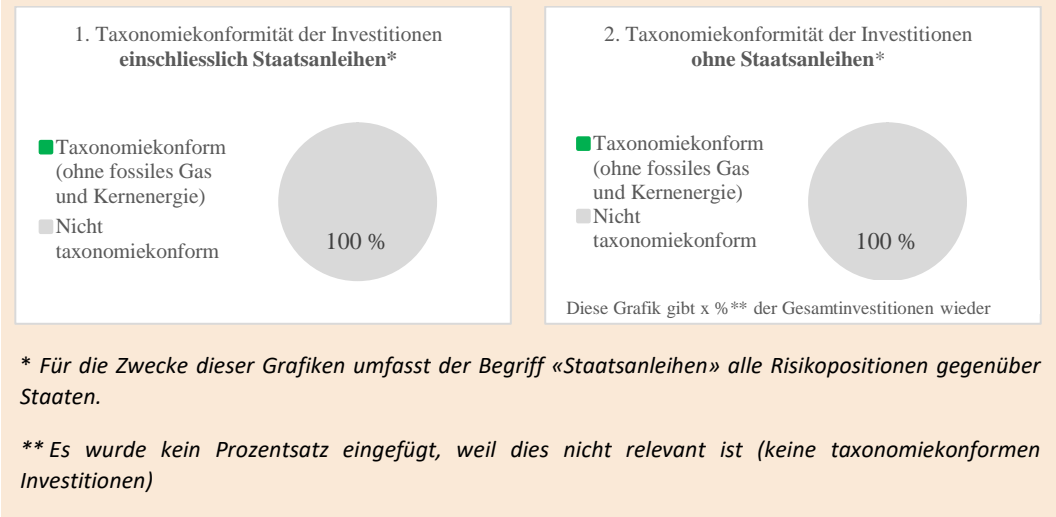 1. Taxonomiekonformität der Investitionen
einschliesslich Staatsanleihen*
Taxonomiekonform
(ohne fossiles Gas
und Kernenergie)
Nicht
taxonomiekonform
100 %
2. Taxonomiekonformität der Investitionen
ohne Staatsanleihen*
Taxonomiekonform
(ohne fossiles Gas
und Kernenergie)
Nicht
taxonomiekonform
100 %
Diese Grafik gibt x %** der Gesamtinvestitionen wieder
* Für die Zwecke dieser Grafiken umfasst der Begriff «Staatsanleihen» alle Risikopositionen gegenüber
Staaten.
** Es wurde kein Prozentsatz eingefügt, weil dies nicht relevant ist (keine taxonomiekonformen
Investitionen)